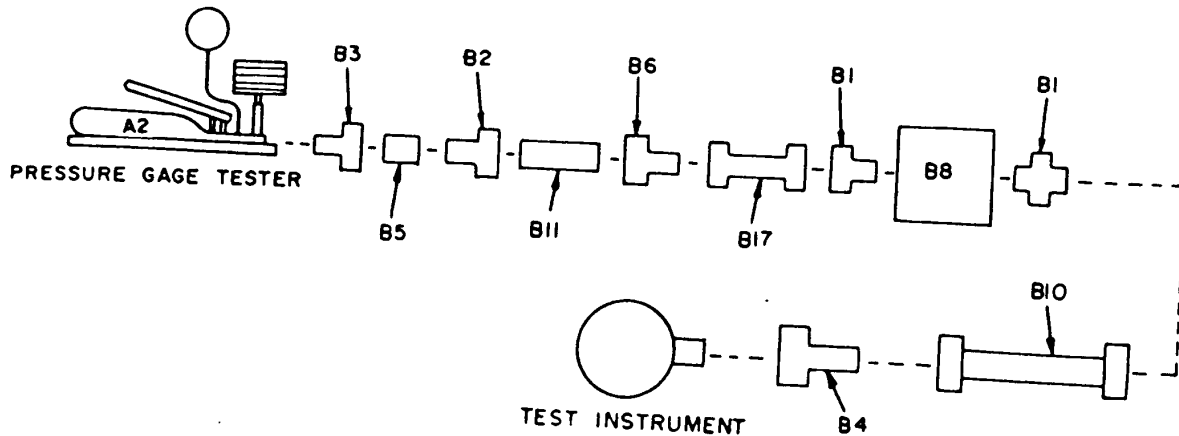 B3
B2
B6
B1
B1
A2
B8
PRESSURE GAGE TESTER
B5
B11
B17
B10
TEST INSTRUMENT
B4